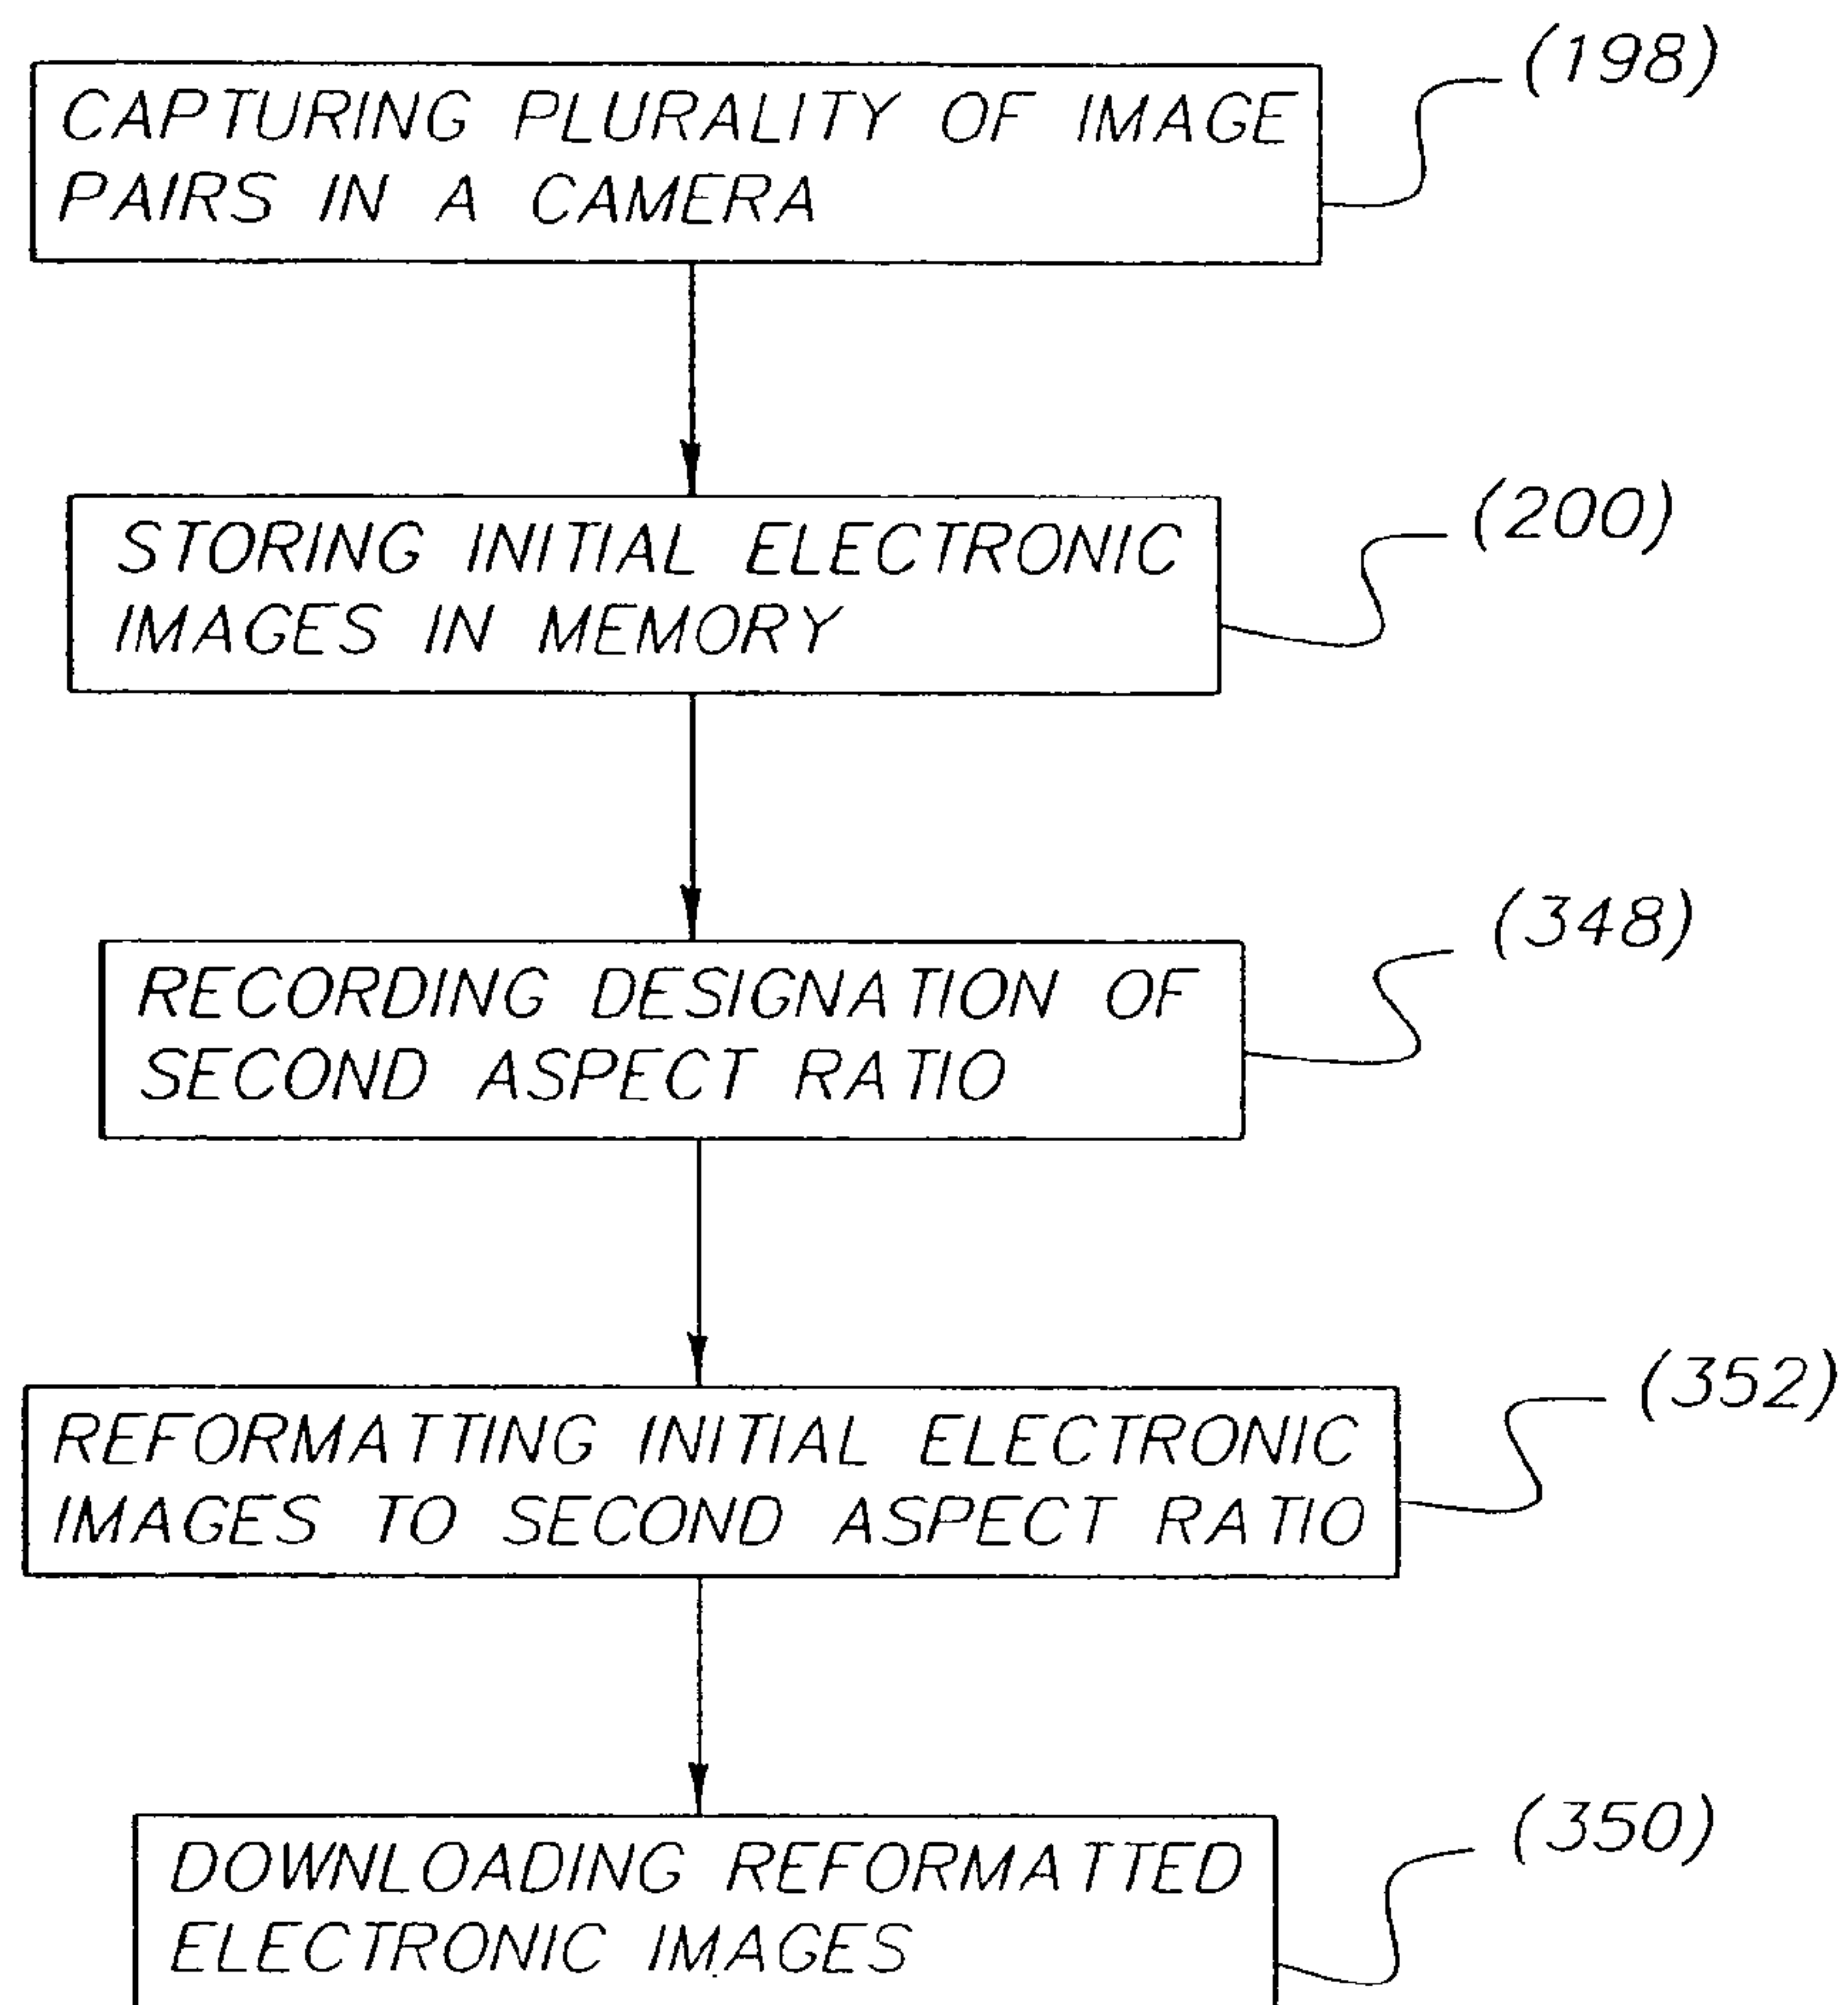 CAPTURING PLURALITY OF IMAGE
PAIRS IN A CAMERA
(198)
STORING INITIAL ELECTRONIC
IMAGES IN MEMORY
(200)
RECORDING DESIGNATION OF
SECOND ASPECT RATIO
(348)
REFORMATTING INITIAL ELECTRONIC
IMAGES TO SECOND ASPECT RATIO
(352)
DOWNLOADING REFORMATTED
ELECTRONIC IMAGES
(350)